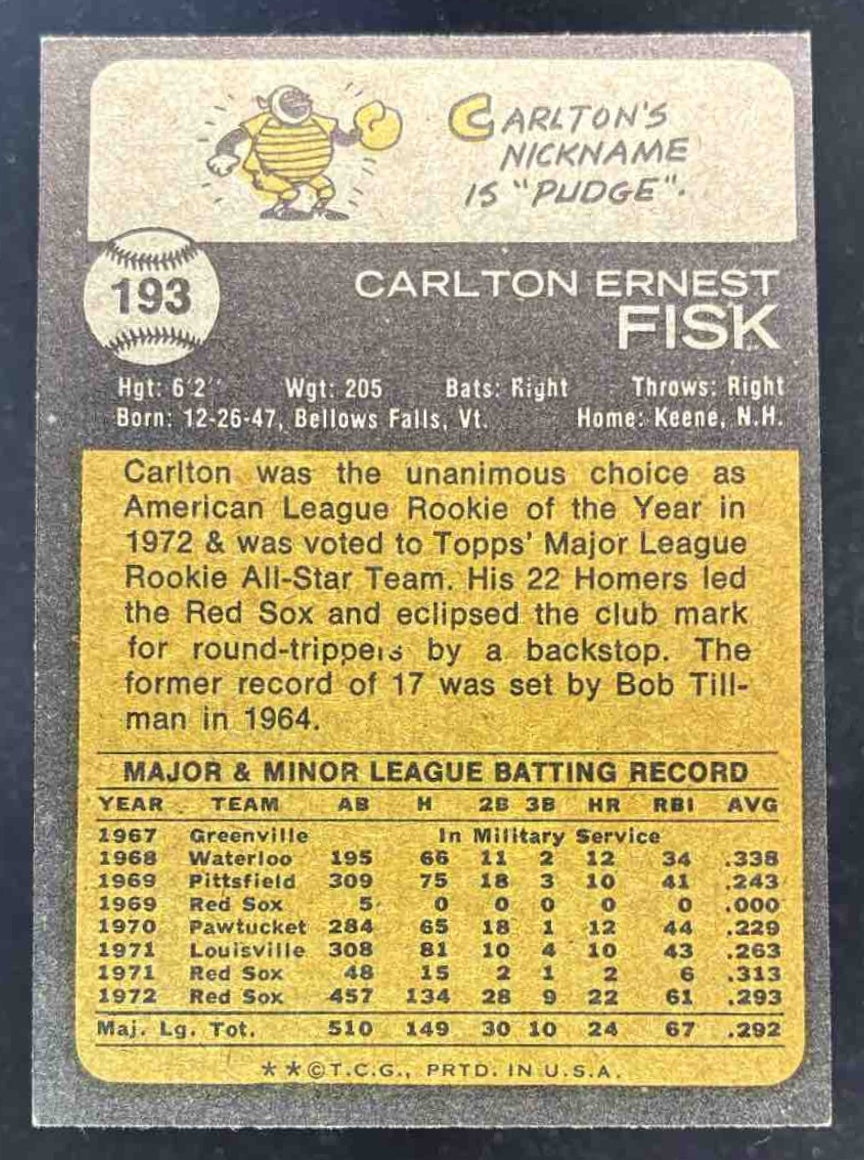 CARLTON'S
NICKNAME
IS "PUDGE".
193
CARLTON ERNEST
FISK
Hgt: 6'2" Wgt: 205 Bats: Right Throws: Right
Born: 12-26-47, Bellows Falls, Vt. Home: Keene, N.H.
Carlton was the unanimous choice as
American League Rookie of the Year in
1972 & was voted to Topps' Major League
Rookie All-Star Team. His 22 Homers led
the Red Sox and eclipsed the club mark
for round-trippers by a backstop. The
former record of 17 was set by Bob Till-
man in 1964.
MAJOR & MINOR LEAGUE BATTING RECORD
YEAR TEAM AB H 2B 3B HR RBI AVG
1967 Greenville In Military Service
1968 Waterloo 195 66 11 2 12 34 .338
1969 Pittsfield 309 75 18 3 10 41 .243
1969 Red Sox 5 0 0 0 0 0 .000
1970 Pawtucket 284 65 18 1 12 44 .229
1971 Louisville 308 81 10 4 10 43 .263
1971 Red Sox 48 15 2 1 2 6 .313
1972 Red Sox 457 134 28 9 22 61 .293
Maj. Lg. Tot. 510 149 30 10 24 67 .292
**©T.C.G., PRTD. IN U.S.A.